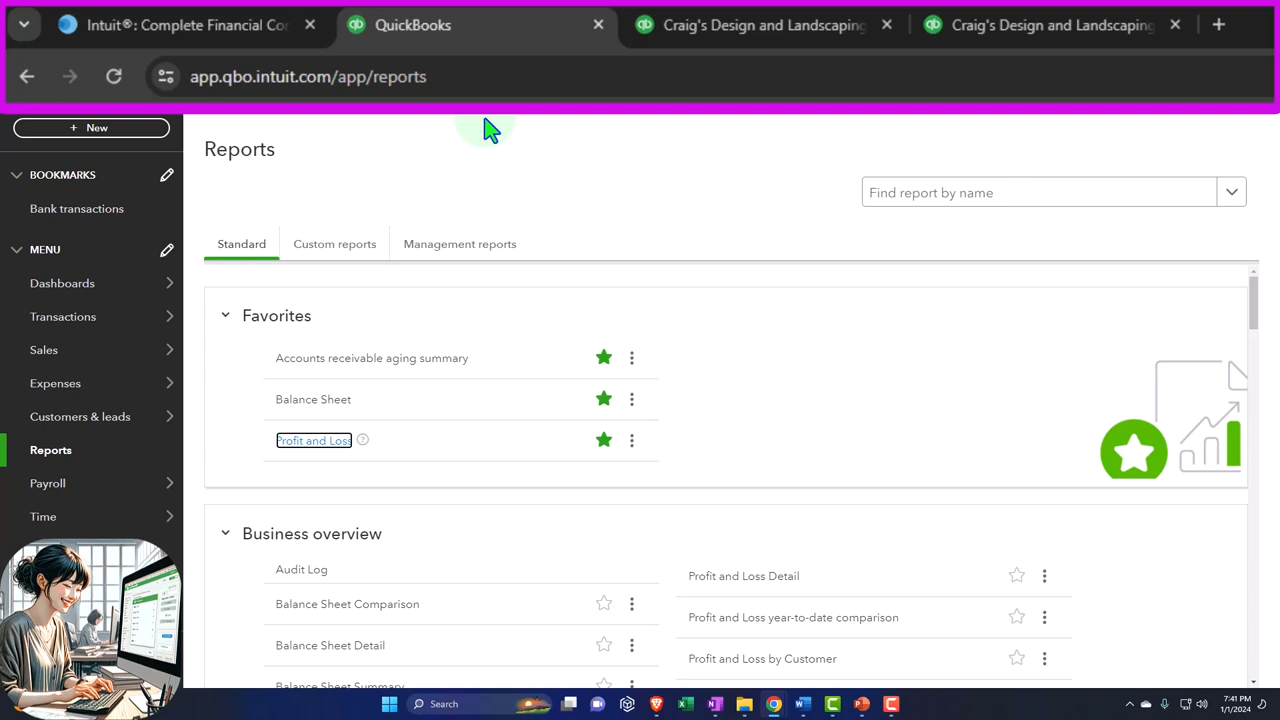 Intuit®: Complete Financial Co
QuickBooks
Craig's Design and Landscaping
Craig's Design and Landscaping
app.qbo.intuit.com/app/reports
+ New
BOOKMARKS
Bank transactions
MENU
Dashboards
Transactions
Sales
Expenses
Customers & leads
Reports
Payroll
Time
Reports
Find report by name
Standard
Custom reports
Management reports
Favorites
Accounts receivable aging summary
Balance Sheet
Profit and Loss
Business overview
Audit Log
Balance Sheet Comparison
Balance Sheet Detail
Balance Sheet Summary
Profit and Loss Detail
Profit and Loss year-to-date comparison
Profit and Loss by Customer
Search
7:41 PM
1/1/2024